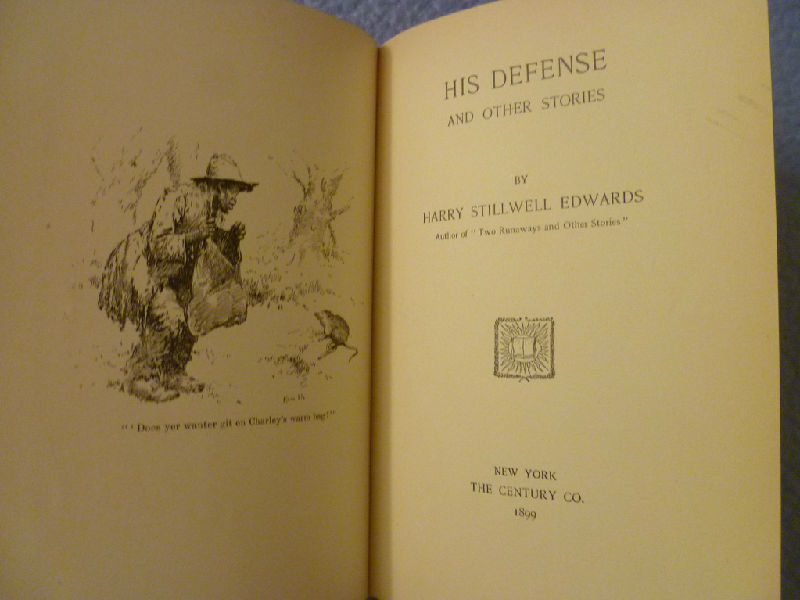 "'Does yer wanter git on Charley's warm leg?'"
HIS DEFENSE
AND OTHER STORIES
BY
HARRY STILLWELL EDWARDS
Author of "Two Runaways and Other Stories."
NEW YORK
THE CENTURY CO.
1899